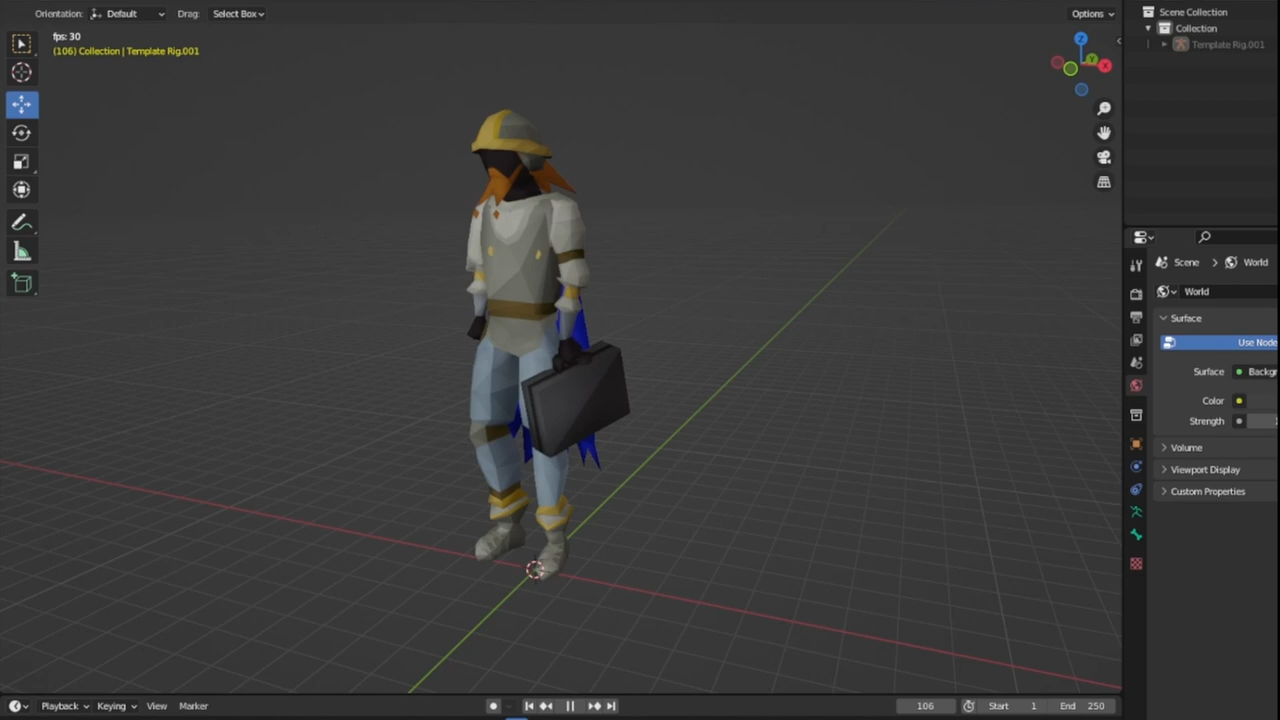 Orientation: Default Drag: Select Box Options
fps: 30
(106) Collection | Template Rig.001
Z
Y
X
Scene Collection
Collection
Template Rig.001
Scene > World
World
Surface
Use Node
Surface Backgr
Color
Strength
Volume
Viewport Display
Custom Properties
Playback Keying View Marker 106 Start 1 End 250